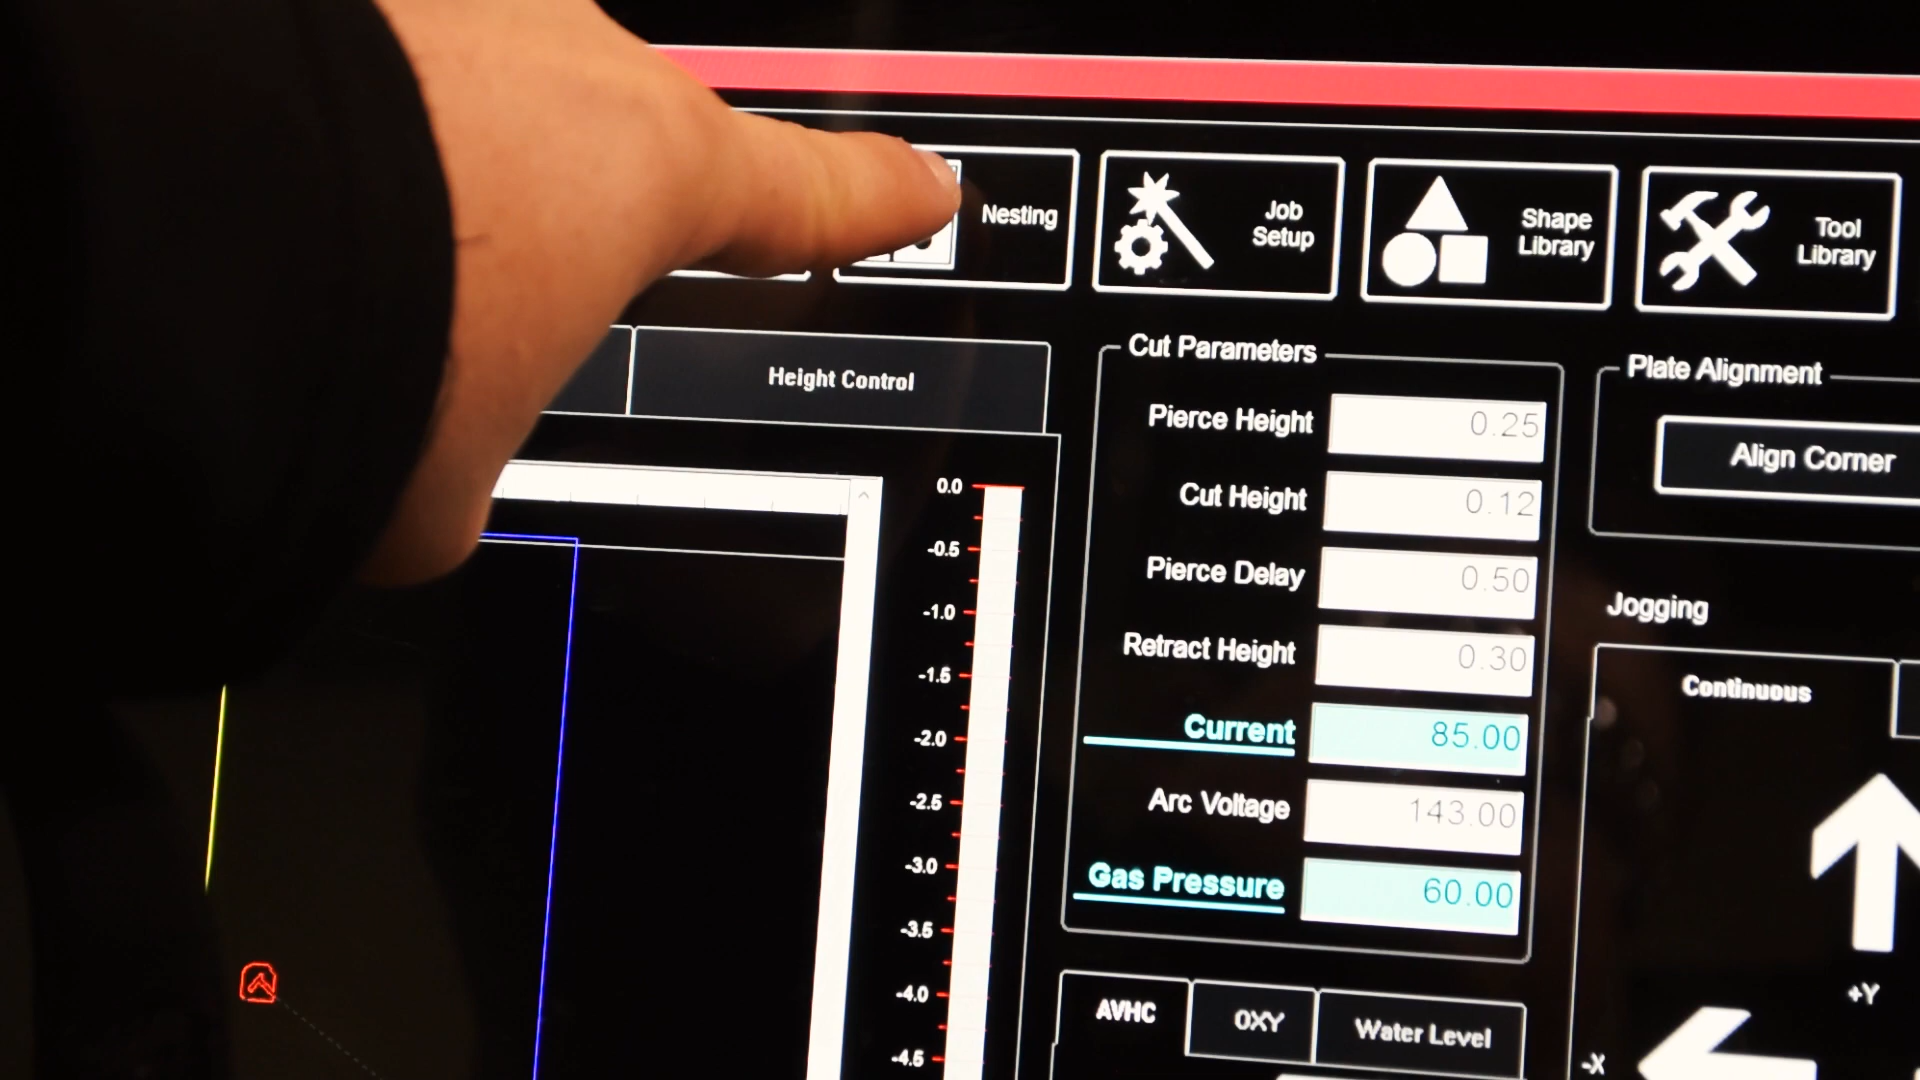 Nesting
Job
Setup
Shape
Library
Tool
Library
Height Control
Cut Parameters
Pierce Height 0.25
Cut Height 0.12
Pierce Delay 0.50
Retract Height 0.30
Current 85.00
Arc Voltage 143.00
Gas Pressure 60.00
Plate Alignment
Align Corner
Jogging
Continuous
+Y
-X
0.0
-0.5
-1.0
-1.5
-2.0
-2.5
-3.0
-3.5
-4.0
-4.5
AVHC
OXY
Water Level